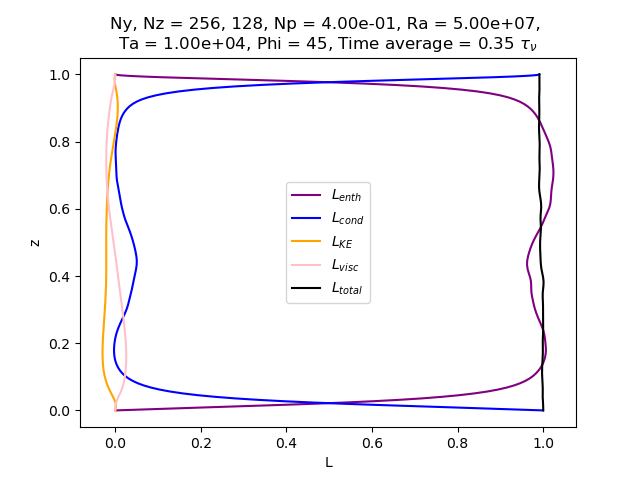 Ny, Nz = 256, 128, Np = 4.00e-01, Ra = 5.00e+07,
Ta = 1.00e+04, Phi = 45, Time average = 0.35 τ_ν
1.0
0.8
0.6
0.4
0.2
0.0
z
L_enth
L_cond
L_KE
L_visc
L_total
0.0 0.2 0.4 0.6 0.8 1.0
L